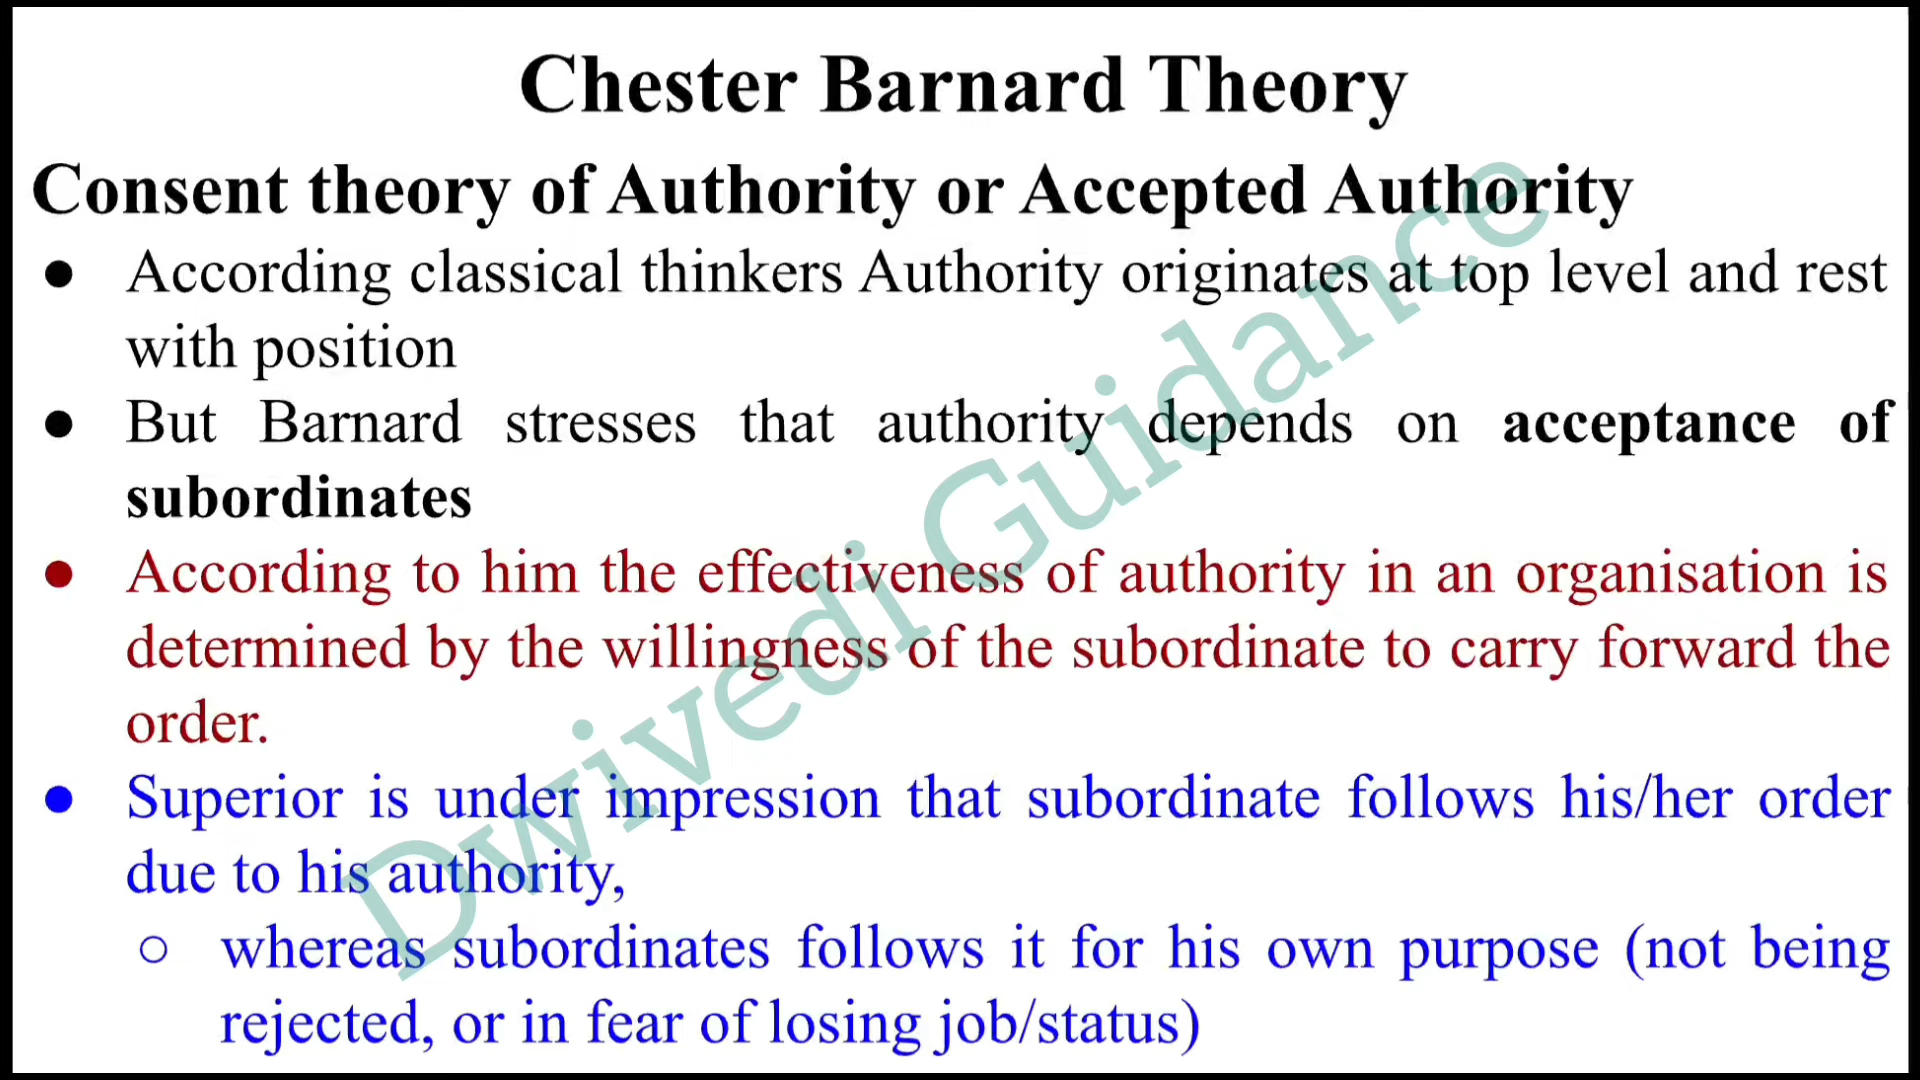 Chester Barnard Theory
Consent theory of Authority or Accepted Authority
● According classical thinkers Authority originates at top level and rest
with position
● But Barnard stresses that authority depends on acceptance of
subordinates
● According to him the effectiveness of authority in an organisation is
determined by the willingness of the subordinate to carry forward the
order.
● Superior is under impression that subordinate follows his/her order
due to his authority,
○ whereas subordinates follows it for his own purpose (not being
rejected, or in fear of losing job/status)
Dwivedi Guidance